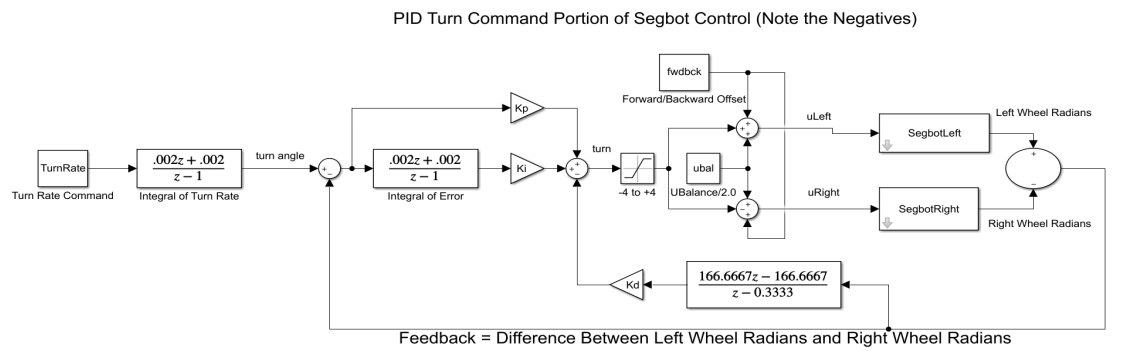 PID Turn Command Portion of Segbot Control (Note the Negatives)
fwdbck
Forward/Backward Offset
Kp
uLeft
Left Wheel Radians
SegbotLeft
TurnRate
Turn Rate Command
.002z + .002
z − 1
Integral of Turn Rate
turn angle
.002z + .002
z − 1
Integral of Error
Ki
turn
-4 to +4
ubal
UBalance/2.0
uRight
SegbotRight
Right Wheel Radians
Kd
166.6667z − 166.6667
z − 0.3333
Feedback = Difference Between Left Wheel Radians and Right Wheel Radians